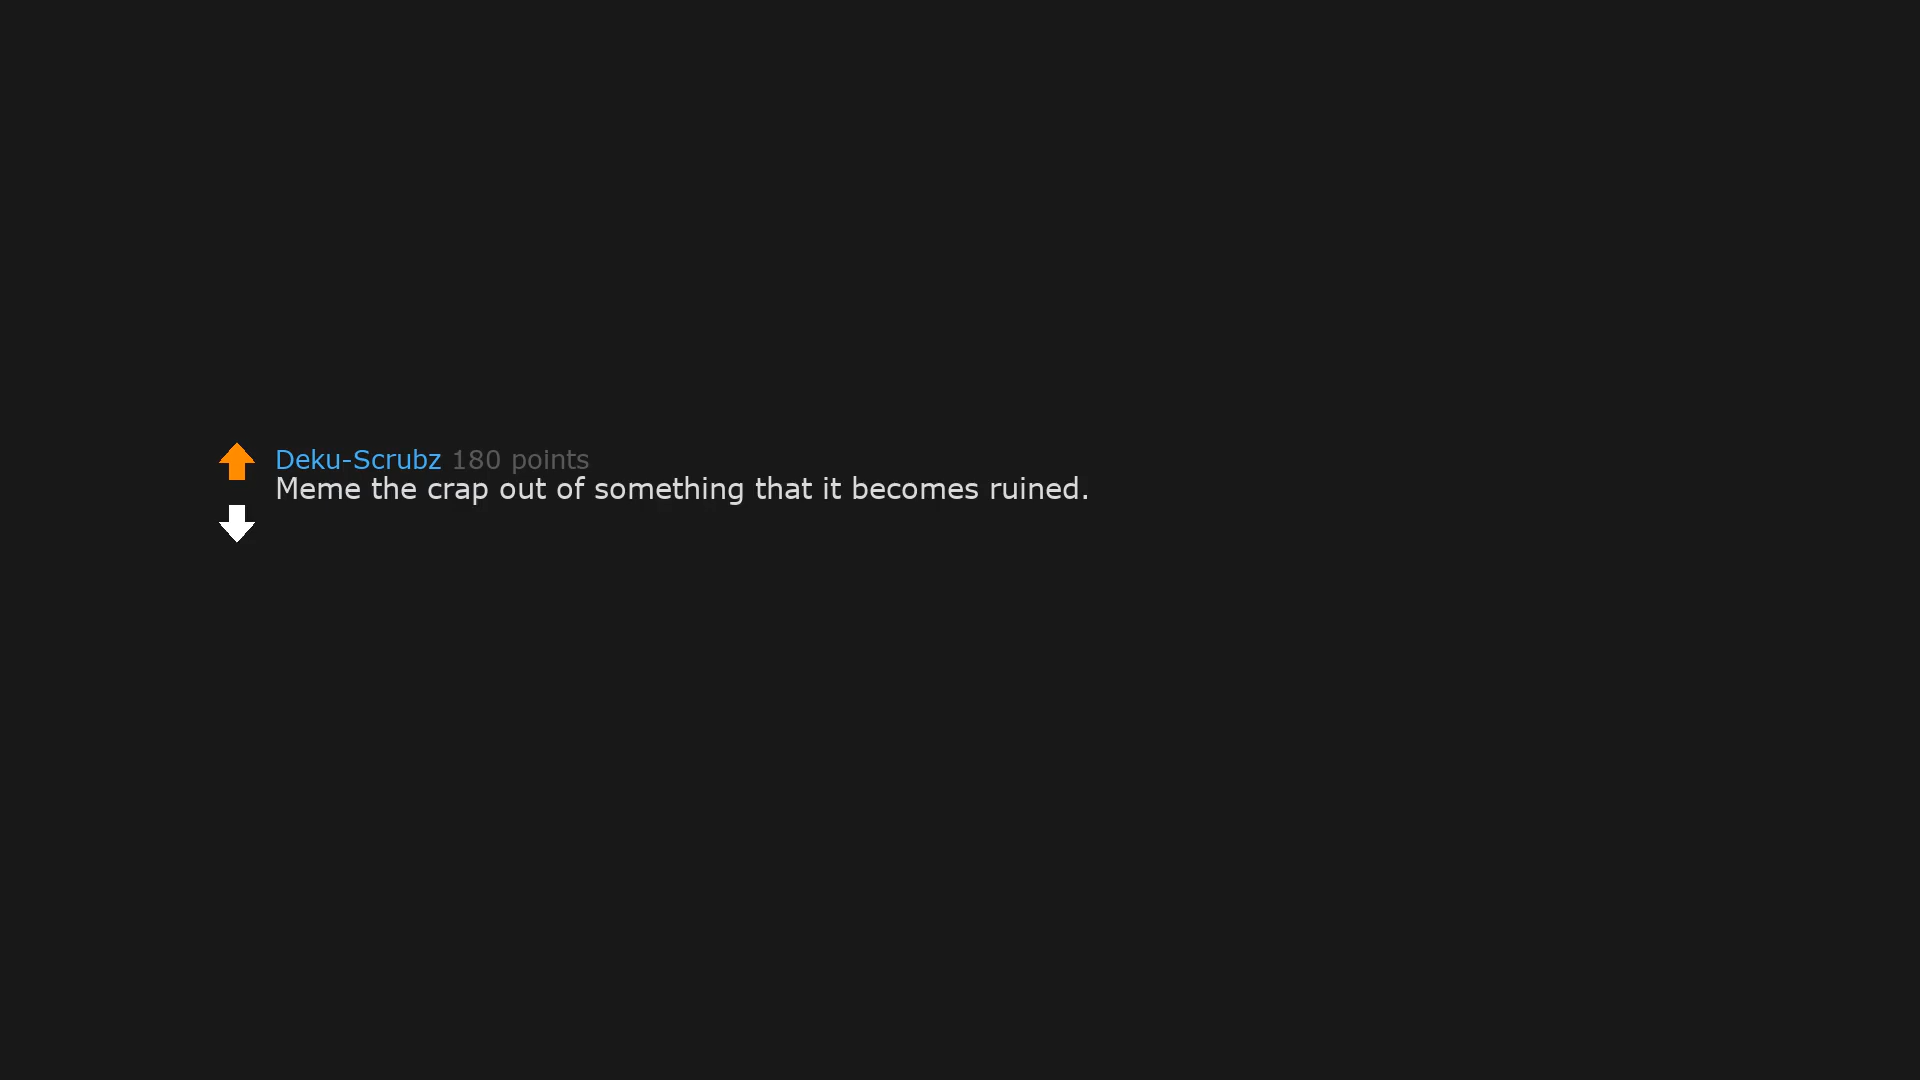 Deku-Scrubz 180 points
Meme the crap out of something that it becomes ruined.